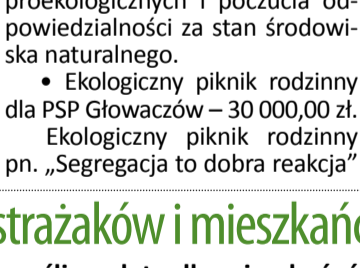 proekologicznych i poczucia od-
powiedzialności za stan środowi-
ska naturalnego.
• Ekologiczny piknik rodzinny
dla PSP Głowaczów – 30 000,00 zł.
Ekologiczny piknik rodzinny
pn. „Segregacja to dobra reakcja”
strażaków i mieszkańc